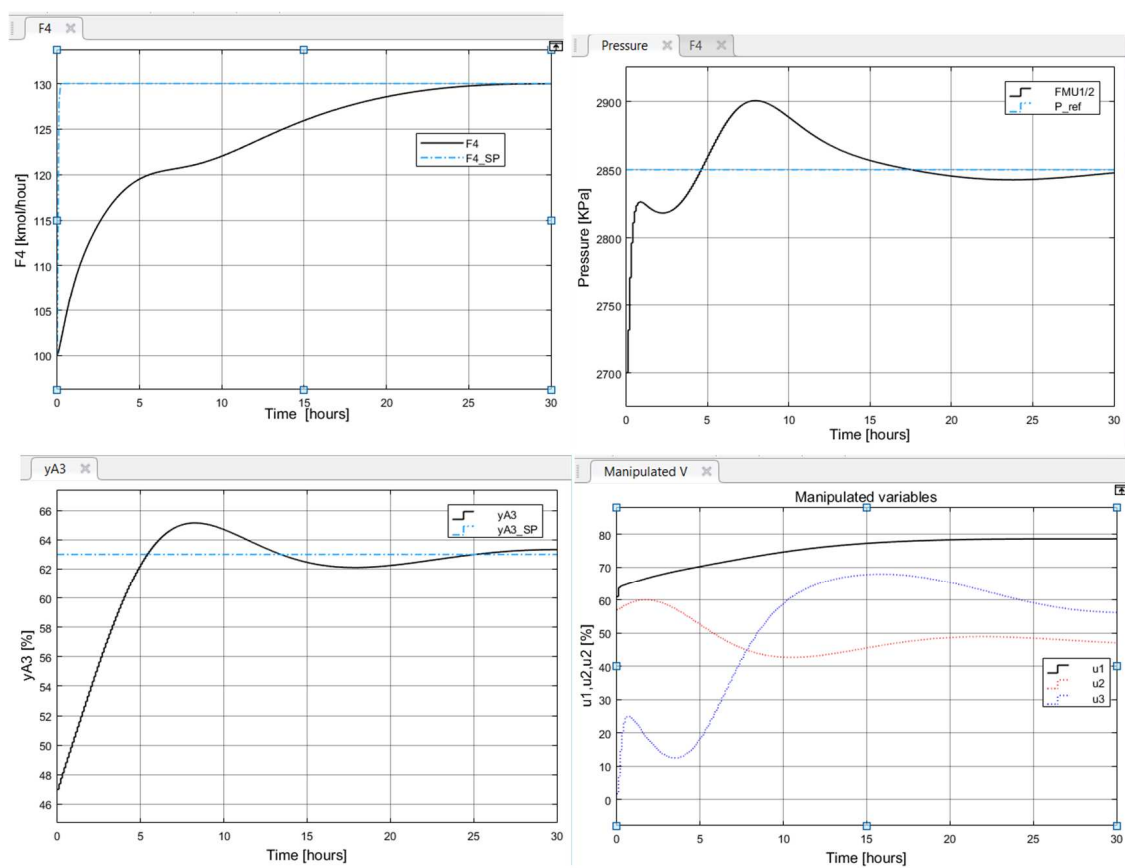 F4
130
125
120
115
110
105
100
F4 [kmol/hour]
F4
F4_SP
0
5
10
15
20
25
30
Time [hours]
Pressure
F4
2900
2850
2800
2750
2700
Pressure [KPa]
FMU1/2
P_ref
0
5
10
15
20
25
30
Time [hours]
yA3
66
64
62
60
58
56
54
52
50
48
46
yA3 [%]
yA3
yA3_SP
0
5
10
15
20
25
30
Time [hours]
Manipulated V
Manipulated variables
80
70
60
50
40
30
20
10
0
u1,u2,u2 [%]
u1
u2
u3
0
5
10
15
20
25
30
Time [hours]